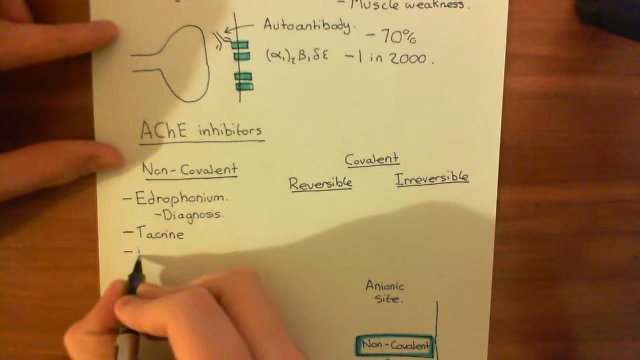 - Muscle weakness.
Autoantibody.
- 70%
(α₁)₂ β₁ δε
- 1 in 2000.
AChE inhibitors
Non-Covalent
- Edrophonium.
- Diagnosis.
- Tacrine
-
Covalent
Reversible
Irreversible
Anionic
site.
Non-Covalent